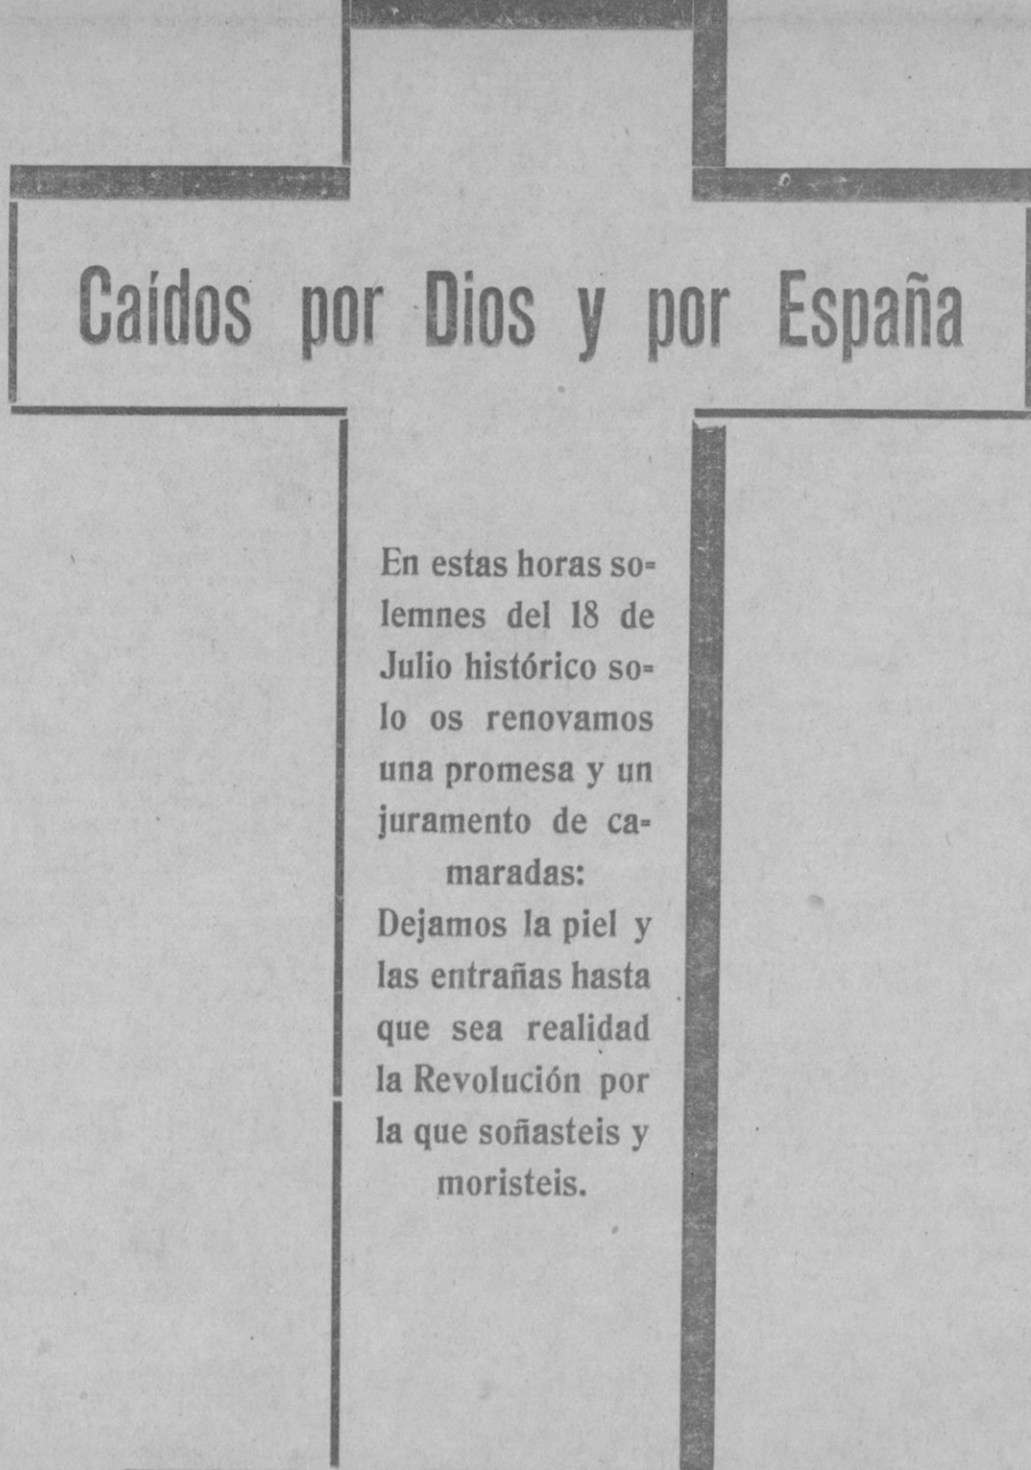 Caídos por Dios y por España
En estas horas so=
lemnes del 18 de
Julio histórico so=
lo os renovamos
una promesa y un
juramento de ca=
maradas:
Dejamos la piel y
las entrañas hasta
que sea realidad
la Revolución por
la que soñasteis y
moristeis.